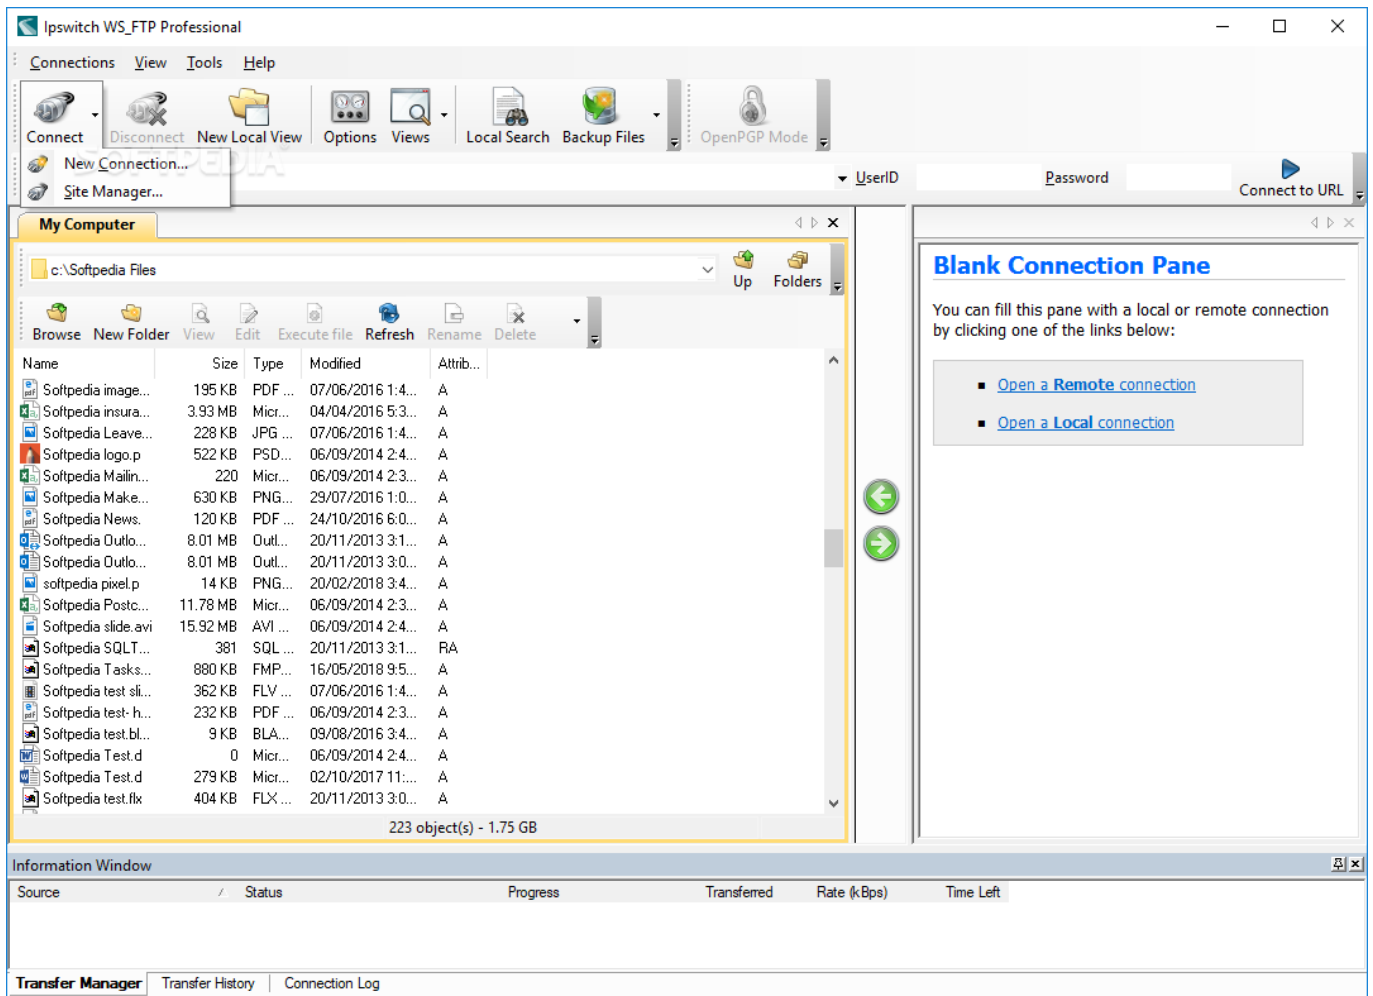 Ipswitch WS_FTP Professional
Connections View Tools Help
Connect Disconnect New Local View Options Views Local Search Backup Files OpenPGP Mode
SOFTPEDIA
New Connection...
Site Manager...
UserID Password Connect to URL
My Computer
c:\Softpedia Files Up Folders
Browse New Folder View Edit Execute file Refresh Rename Delete
Name Size Type Modified Attrib...
Softpedia image... 195 KB PDF ... 07/06/2016 1:4... A
Softpedia insura... 3.93 MB Micr... 04/04/2016 5:3... A
Softpedia Leave... 228 KB JPG ... 07/06/2016 1:4... A
Softpedia logo.p 522 KB PSD... 06/09/2014 2:4... A
Softpedia Mailin... 220 Micr... 06/09/2014 2:3... A
Softpedia Make... 630 KB PNG... 29/07/2016 1:0... A
Softpedia News. 120 KB PDF ... 24/10/2016 6:0... A
Softpedia Outlo... 8.01 MB Outl... 20/11/2013 3:1... A
Softpedia Outlo... 8.01 MB Outl... 20/11/2013 3:0... A
softpedia pixel.p 14 KB PNG... 20/02/2018 3:4... A
Softpedia Postc... 11.78 MB Micr... 06/09/2014 2:3... A
Softpedia slide.avi 15.92 MB AVI ... 06/09/2014 2:4... A
Softpedia SQLT... 381 SQL ... 20/11/2013 3:1... RA
Softpedia Tasks... 880 KB FMP... 16/05/2018 9:5... A
Softpedia test sli... 362 KB FLV ... 07/06/2016 1:4... A
Softpedia test- h... 232 KB PDF ... 06/09/2014 2:3... A
Softpedia test.bl... 9 KB BLA... 09/08/2016 3:4... A
Softpedia Test.d 0 Micr... 06/09/2014 2:4... A
Softpedia Test.d 279 KB Micr... 02/10/2017 11:... A
Softpedia test.flx 404 KB FLX ... 20/11/2013 3:0... A
223 object(s) - 1.75 GB
Blank Connection Pane
You can fill this pane with a local or remote connection
by clicking one of the links below:
Open a Remote connection
Open a Local connection
Information Window
Source Status Progress Transferred Rate (kBps) Time Left
Transfer Manager Transfer History Connection Log